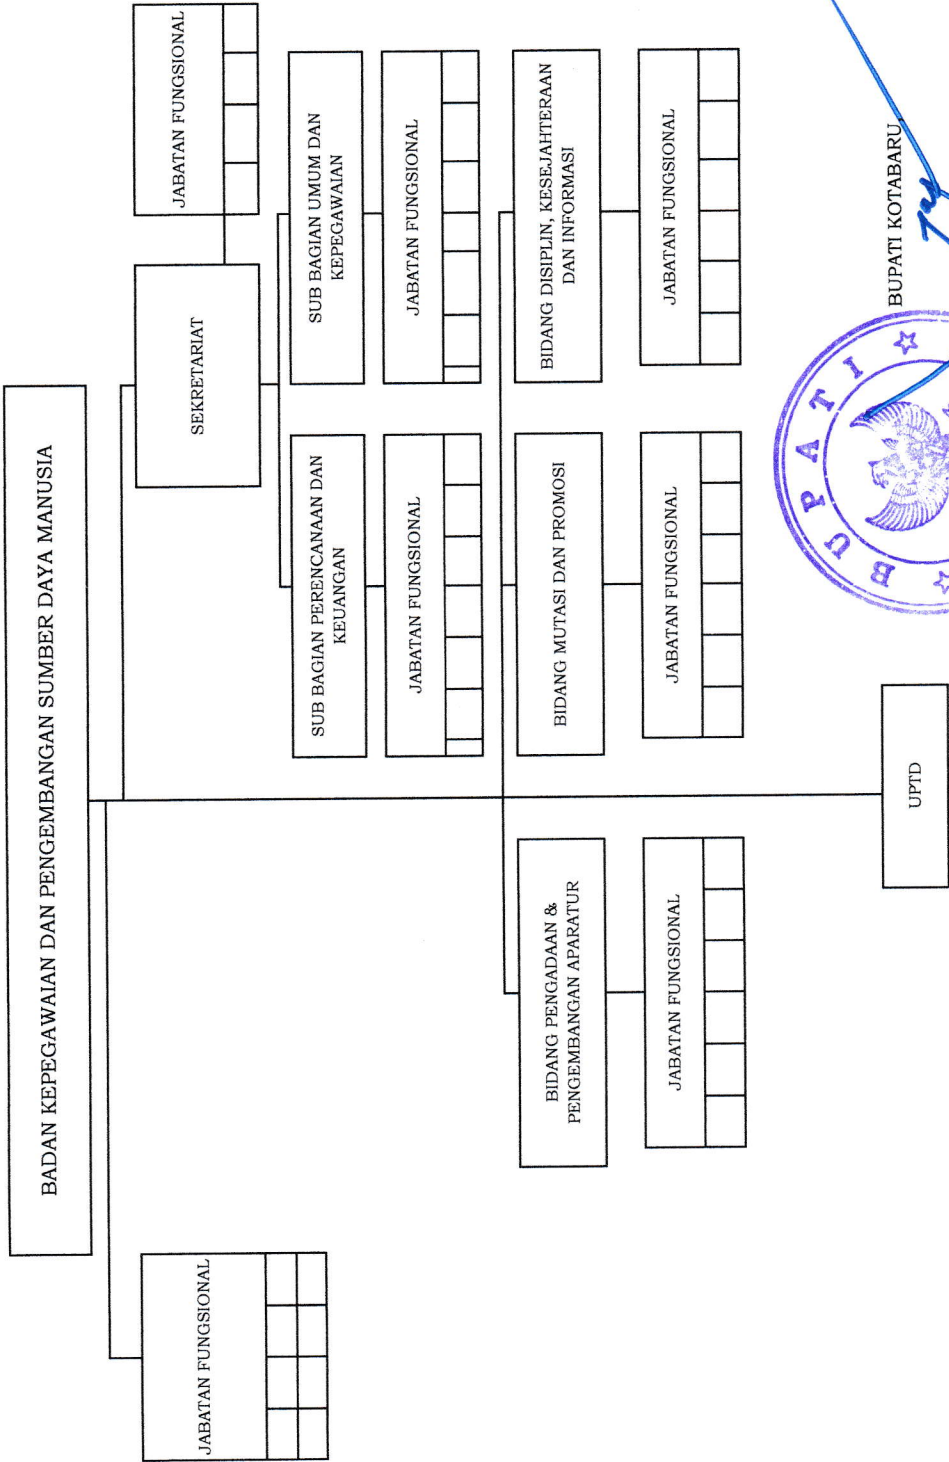 BADAN KEPEGAWAIAN DAN PENGEMBANGAN SUMBER DAYA MANUSIA
JABATAN FUNGSIONAL
SEKRETARIAT
JABATAN FUNGSIONAL
SUB BAGIAN PERENCANAAN DAN
KEUANGAN
SUB BAGIAN UMUM DAN
KEPEGAWAIAN
JABATAN FUNGSIONAL
JABATAN FUNGSIONAL
BIDANG PENGADAAN &
PENGEMBANGAN APARATUR
BIDANG MUTASI DAN PROMOSI
BIDANG DISIPLIN, KESEJAHTERAAN
DAN INFORMASI
JABATAN FUNGSIONAL
JABATAN FUNGSIONAL
JABATAN FUNGSIONAL
UPTD
BUPATI KOTABARU,
BUPATI